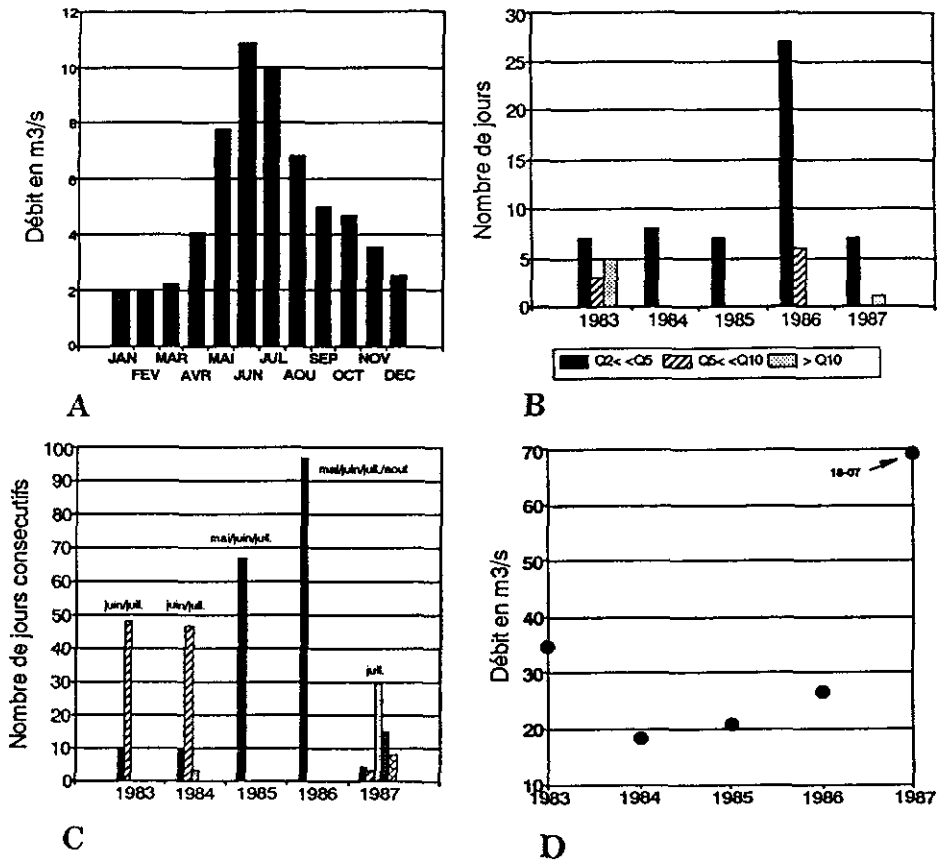 Débit en m3/s
12
10
8
6
4
2
0
JAN MAR MAI JUL SEP NOV
FEV AVR JUN AOU OCT DEC
A
Nombre de jours
30
25
20
15
10
5
0
1983 1984 1985 1986 1987
Q2< <Q5 Q5< <Q10 > Q10
B
Nombre de jours consecutifs
100
90
80
70
60
50
40
30
20
10
0
juin/juil.
juin/juil.
mai/juin/juil.
mai/juin/juil./aout
juil.
1983 1984 1985 1986 1987
C
Débit en m3/s
70
60
50
40
30
20
10
18-07
1983 1984 1985 1986 1987
D